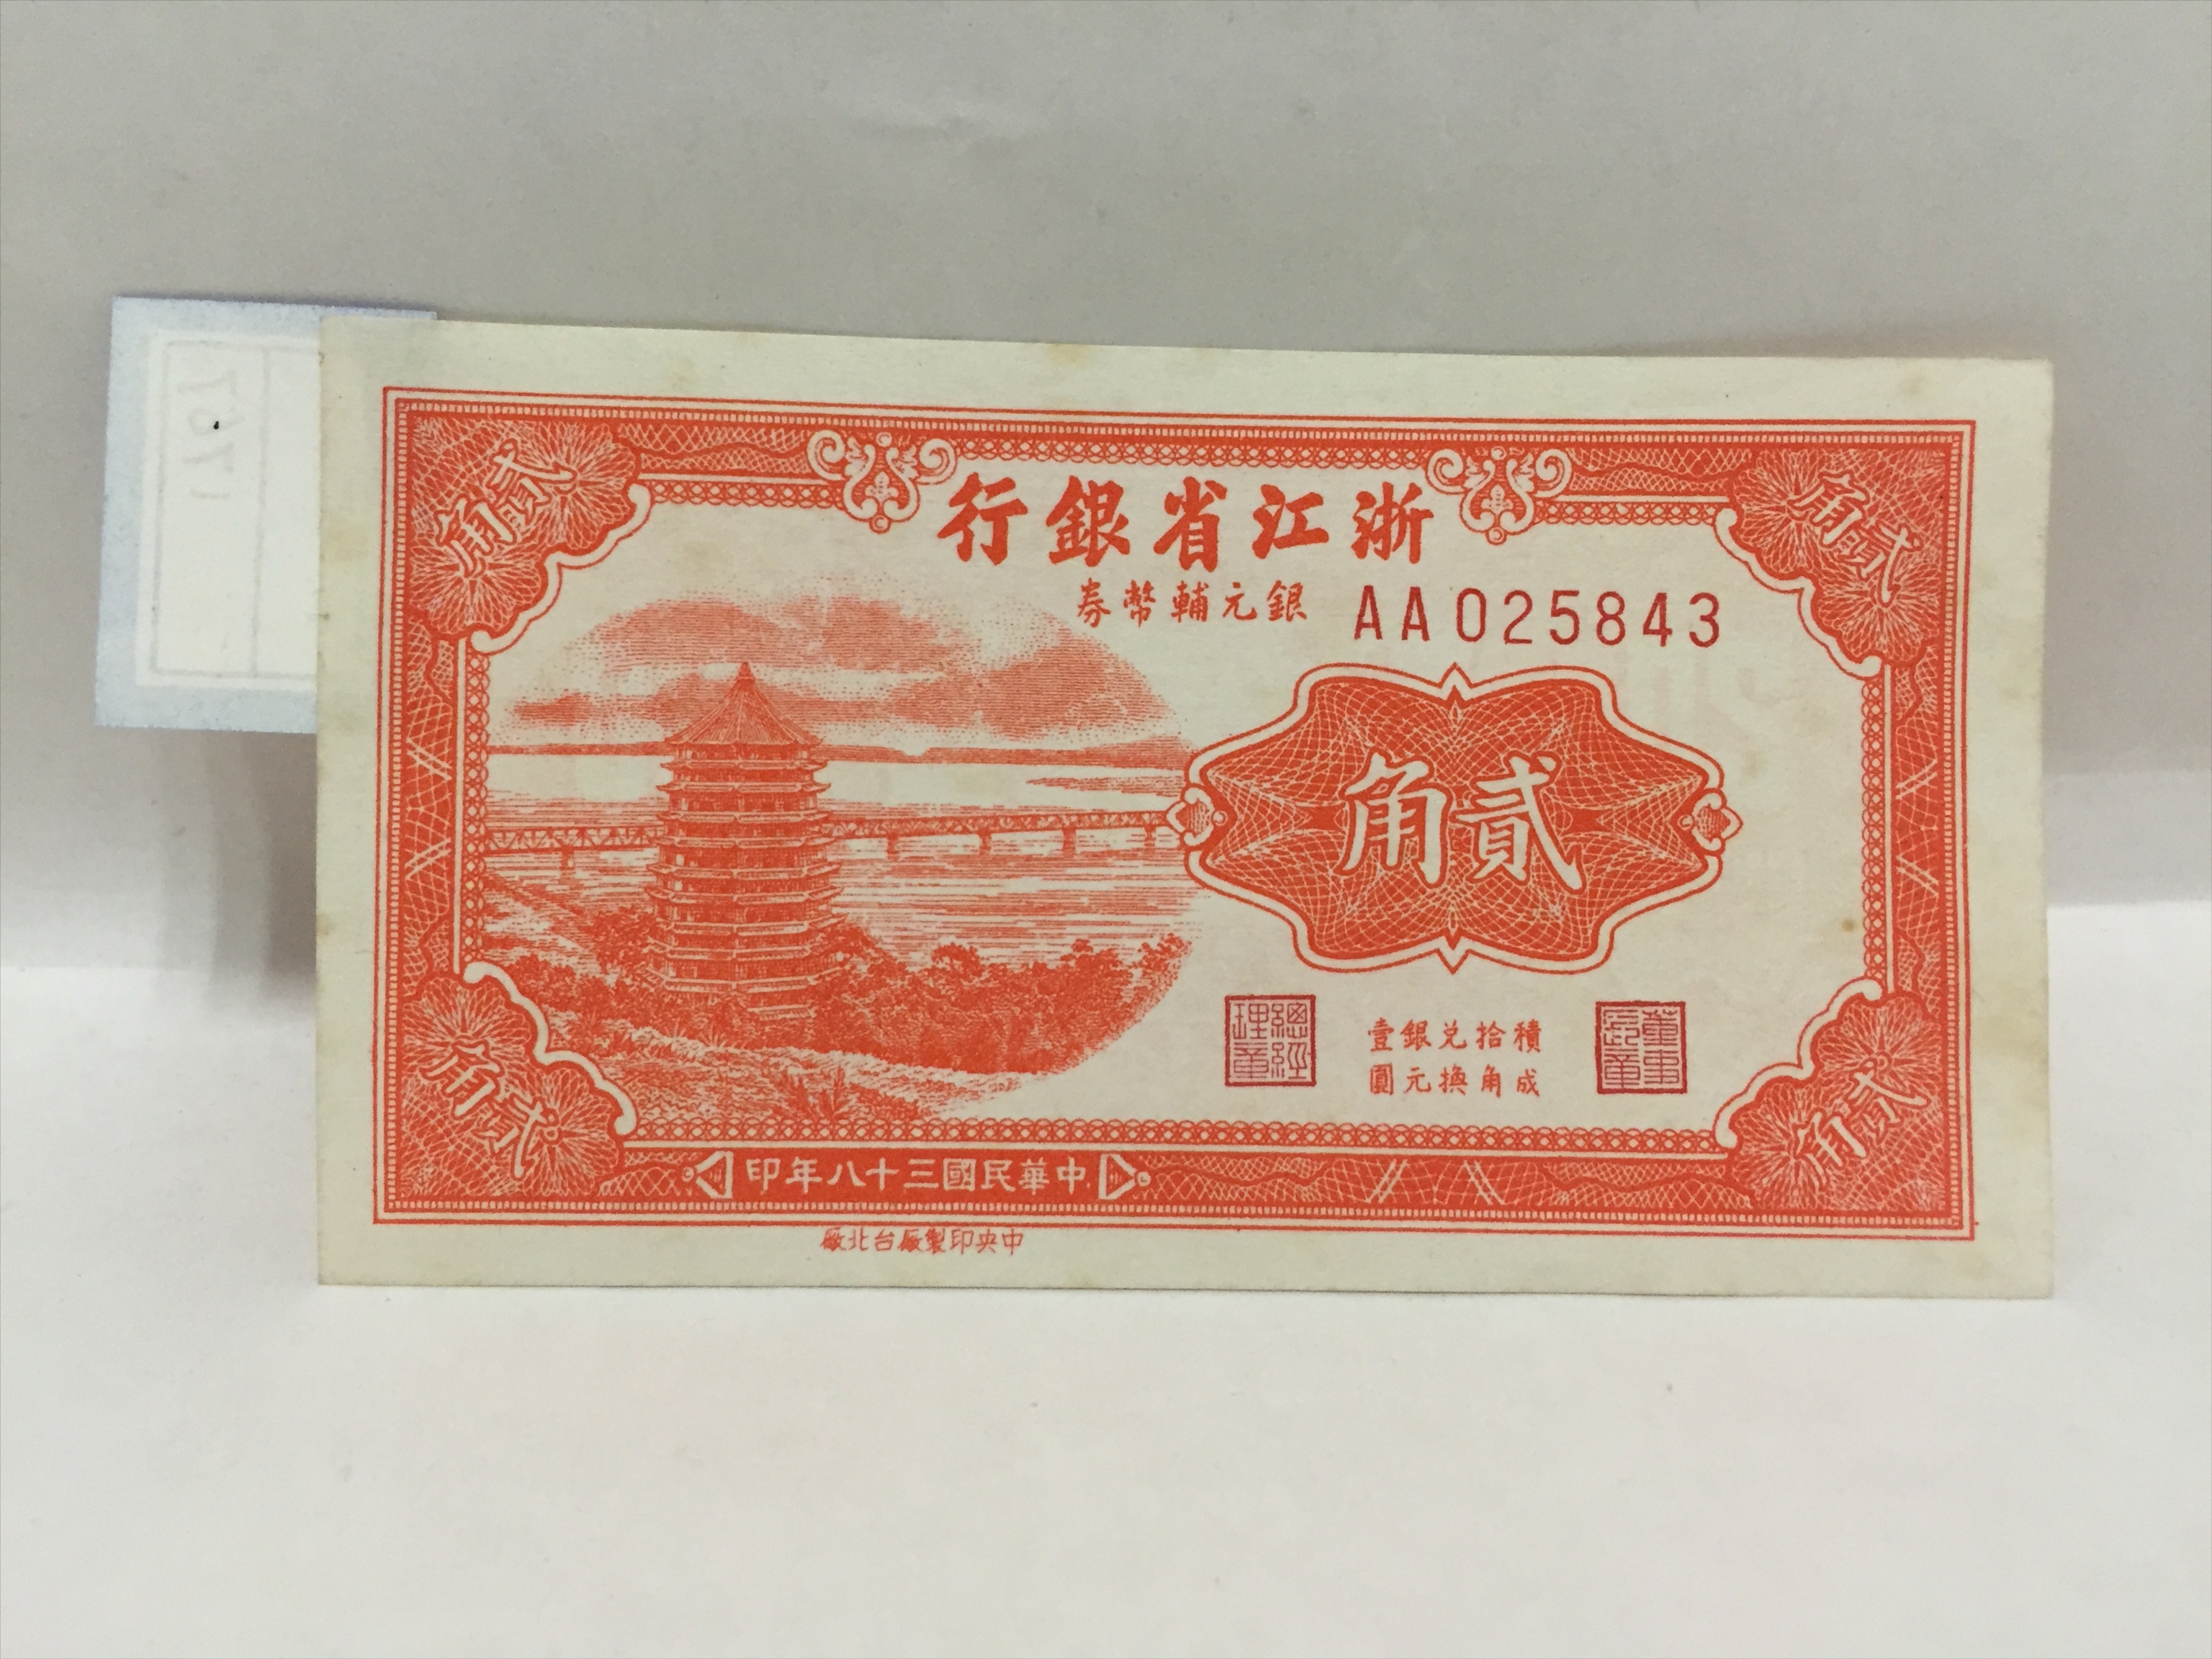 浙江省銀行
銀元輔幣券
AA025843
貳角
貳角
貳角
積成
拾角
兌換
銀元
壹圓
董事長章
總經理章
貳角
貳角
中華民國三十八年印
中央印製廠台北廠